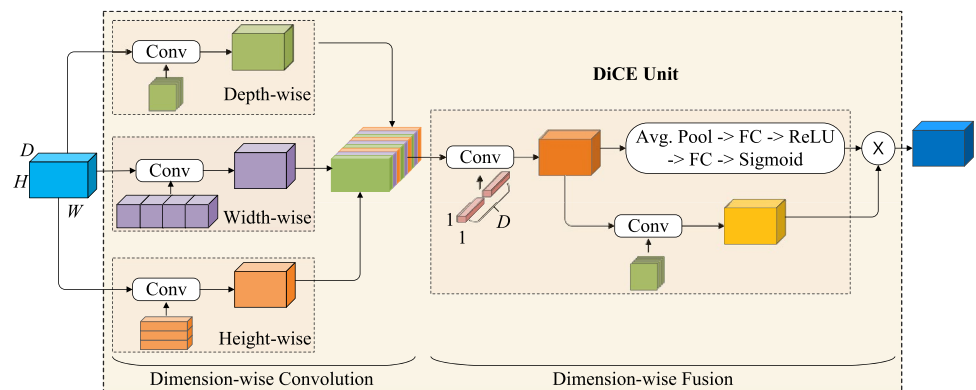 Conv
Depth-wise
D
H
W
Conv
Width-wise
Conv
Height-wise
Dimension-wise Convolution
DiCE Unit
Conv
1
1
D
Avg. Pool -> FC -> ReLU
-> FC -> Sigmoid
X
Conv
Dimension-wise Fusion